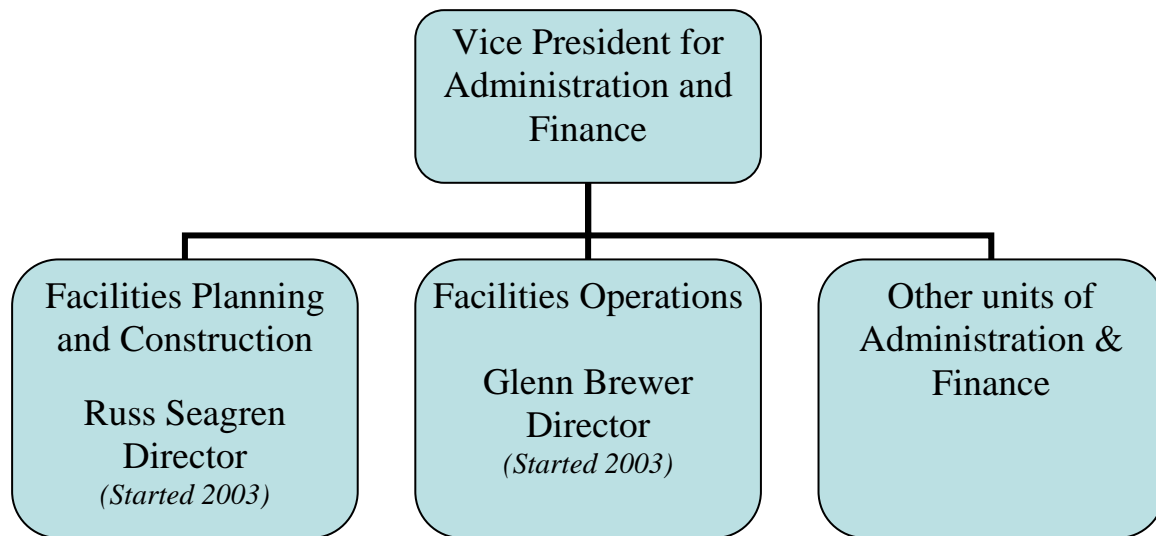 Vice President for
Administration and
Finance
Facilities Planning
and Construction
Russ Seagren
Director
(Started 2003)
Facilities Operations
Glenn Brewer
Director
(Started 2003)
Other units of
Administration &
Finance